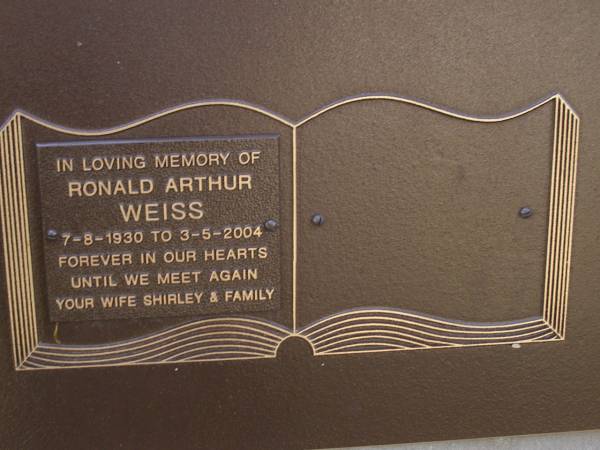 IN LOVING MEMORY OF
RONALD ARTHUR
WEISS
7-8-1930 TO 3-5-2004
FOREVER IN OUR HEARTS
UNTIL WE MEET AGAIN
YOUR WIFE SHIRLEY & FAMILY